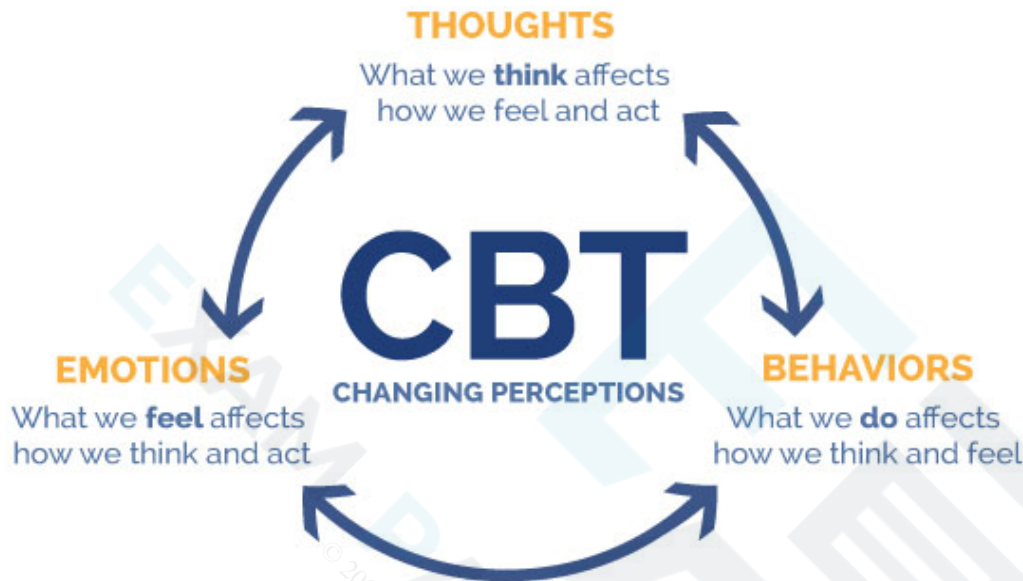 THOUGHTS
What we think affects
how we feel and act
CBT
CHANGING PERCEPTIONS
EMOTIONS
What we feel affects
how we think and act
BEHAVIORS
What we do affects
how we think and feel
EXAM